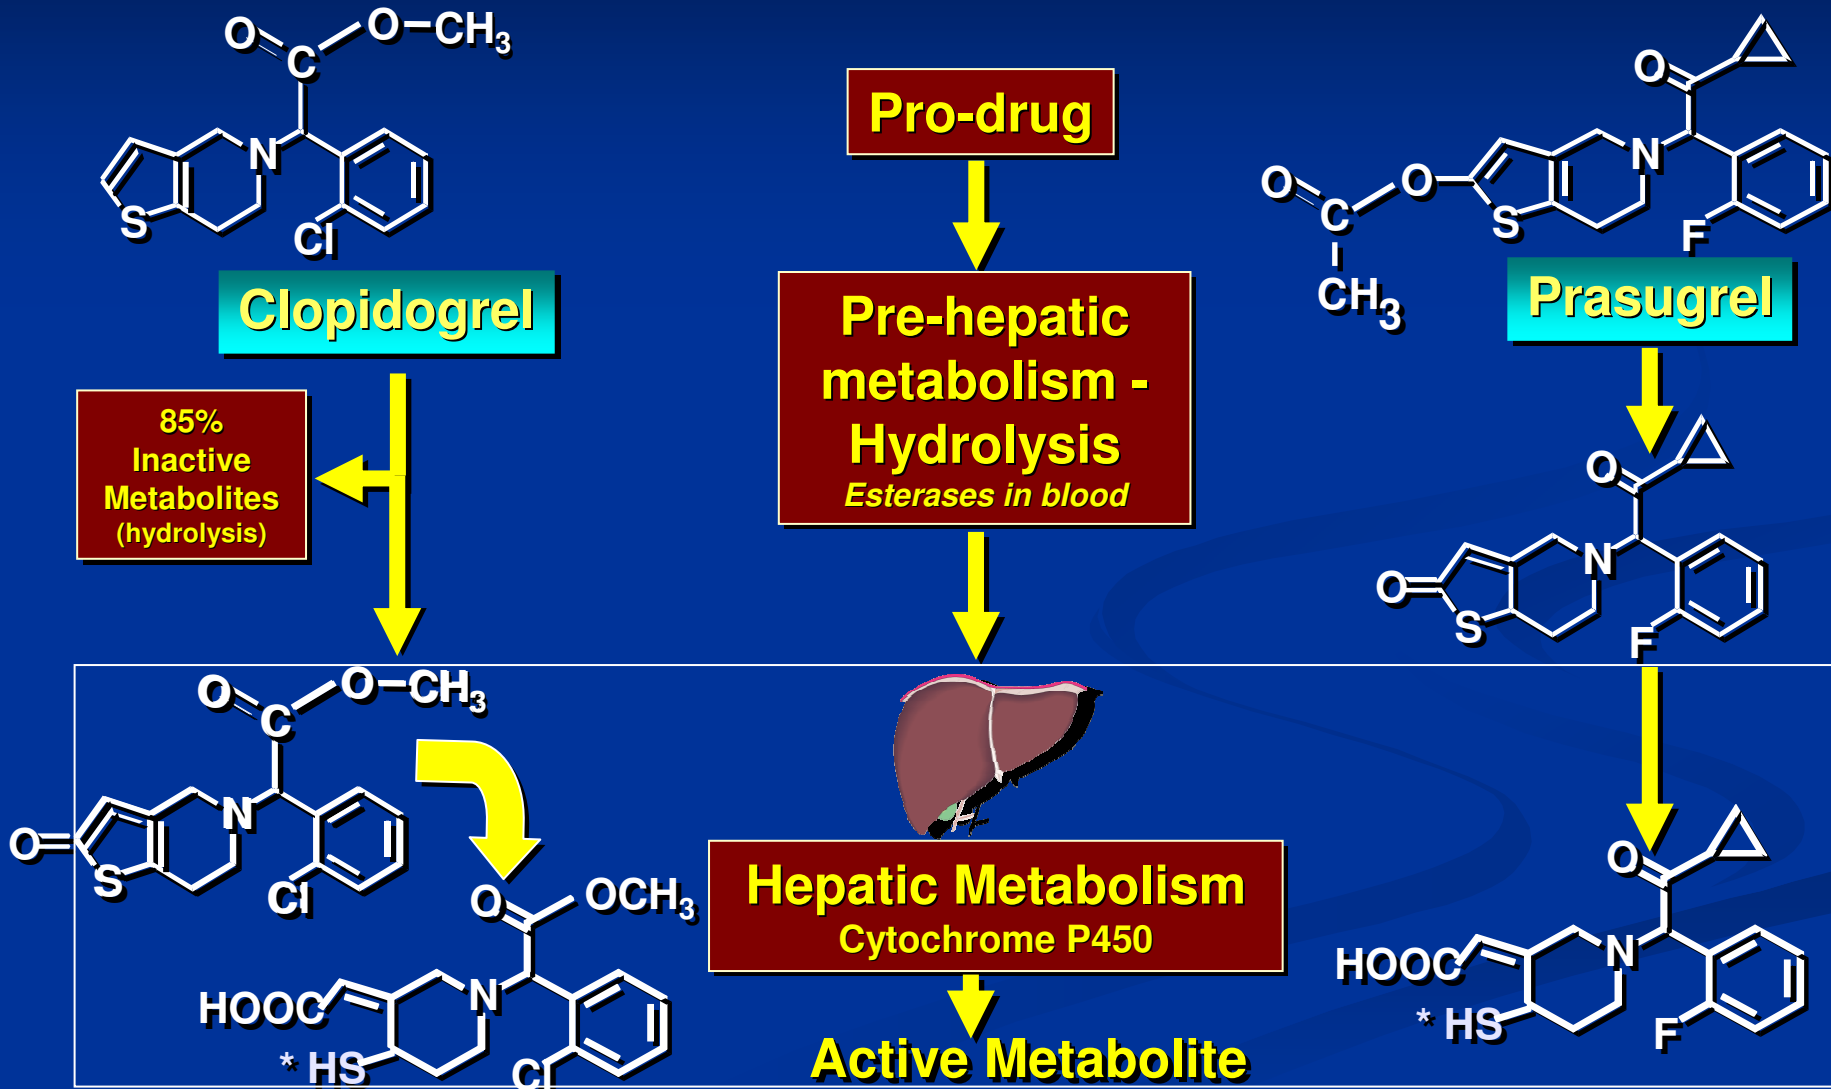 O
O–CH3
C
N
S
Cl
Clopidogrel
85%
Inactive
Metabolites
(hydrolysis)
Pro-drug
Pre-hepatic
metabolism -
Hydrolysis
Esterases in blood
O
N
O
O
C
S
F
CH3
Prasugrel
O
N
O
S
F
O
O–CH3
C
N
O
S
Cl
O
OCH3
N
HOOC
* HS
Cl
Hepatic Metabolism
Cytochrome P450
Active Metabolite
O
N
HOOC
* HS
F